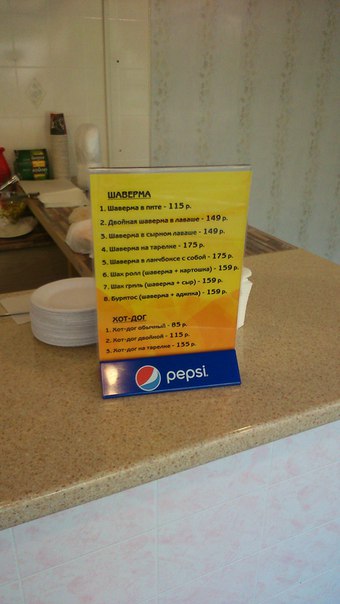 ШАВЕРМА
1. Шаверма в пите - 115 р.
2. Двойная шаверма в лаваше - 149 р.
3. Шаверма в сырном лаваше - 149 р.
4. Шаверма на тарелке - 175 р.
5. Шаверма в ланчбоксе с собой - 175 р.
6. Шах ролл (шаверма + картошка) - 159 р.
7. Шах гриль (шаверма + сыр) - 159 р.
8. Буритос (шаверма + аджика) - 159 р.
ХОТ-ДОГ
1. Хот-дог обычный - 85 р.
2. Хот-дог двойной - 115 р.
3. Хот-дог на тарелке - 135 р.
pepsi